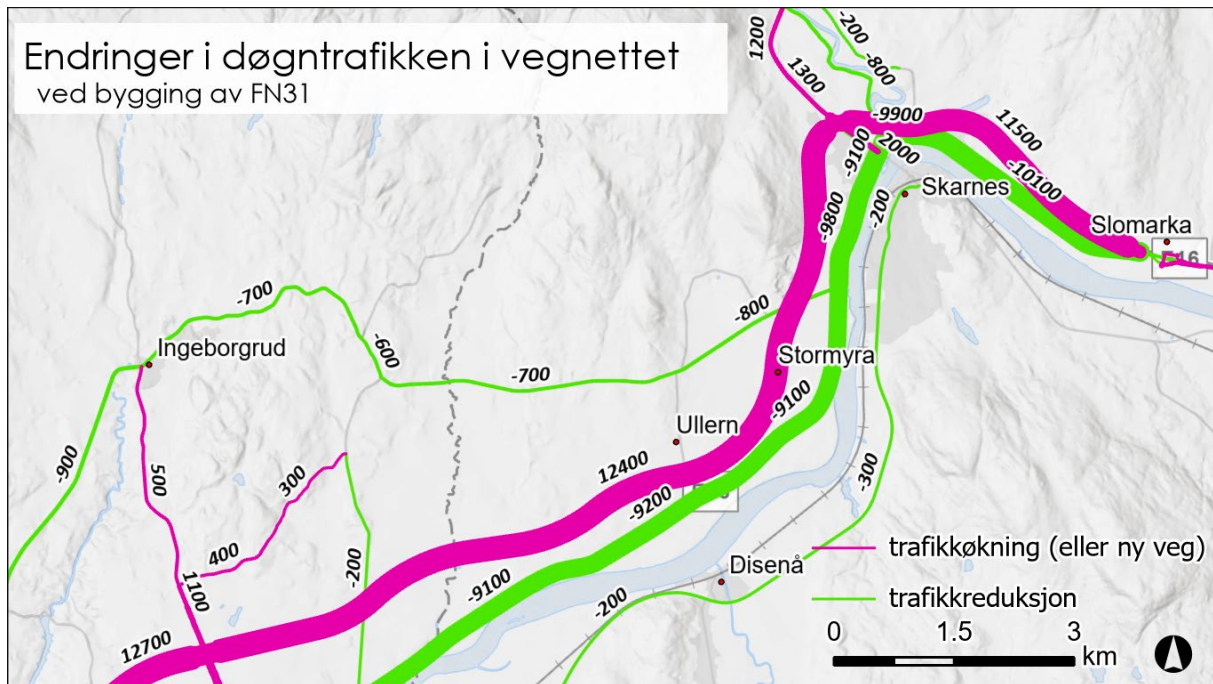 Endringer i døgntrafikken i vegnettet
ved bygging av FN31
1200
-200
1300
-800
-9900
11500
-9100
2000
-10100
-200
Skarnes
-9800
Slomarka
E16
-700
-800
Ingeborgrud
-600
-700
Stormyra
-9100
Ullern
-900
500
12400
-300
300
-9200
400
-200
1100
-9100
Disenå
-200
12700
trafikkøkning (eller ny veg)
trafikkreduksjon
0 1.5 3
km